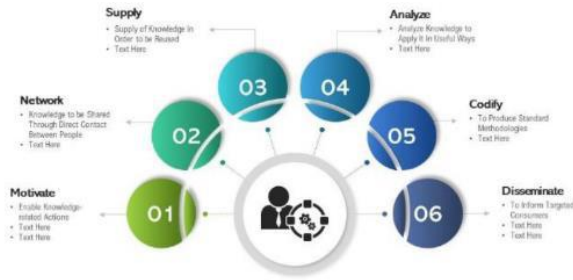 Motivate
• Enable Knowledge-
related Actions
• Text Here
• Text Here
01
Network
• Knowledge to be Shared
Through Direct Contact
Between People
• Text Here
02
Supply
• Supply of Knowledge in
Order to be Reused
• Text Here
03
Analyze
• Analyze Knowledge to
Apply It in Useful Ways
• Text Here
04
Codify
• To Produce Standard
Methodologies
• Text Here
05
Disseminate
• To Inform Targeted
Consumers
• Text Here
• Text Here
06